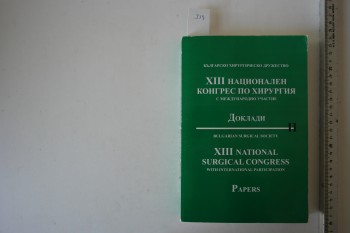 БЪЛГАРСКО ХИРУРГИЧЕСКО ДРУЖЕСТВО
XIII НАЦИОНАЛЕН
КОНГРЕС ПО ХИРУРГИЯ
С МЕЖДУНАРОДНО УЧАСТИЕ
ДОКЛАДИ
BULGARIAN SURGICAL SOCIETY
XIII NATIONAL
SURGICAL CONGRESS
WITH INTERNATIONAL PARTICIPATION
PAPERS